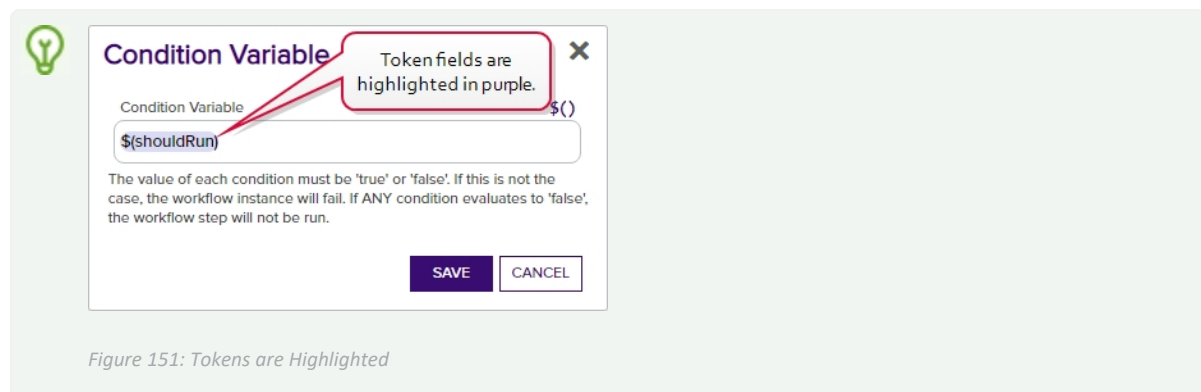 Condition Variable
Token fields are
highlighted in purple.
Condition Variable
$()
$(shouldRun)
The value of each condition must be 'true' or 'false'. If this is not the
case, the workflow instance will fail. If ANY condition evaluates to 'false',
the workflow step will not be run.
SAVE CANCEL
Figure 151: Tokens are Highlighted